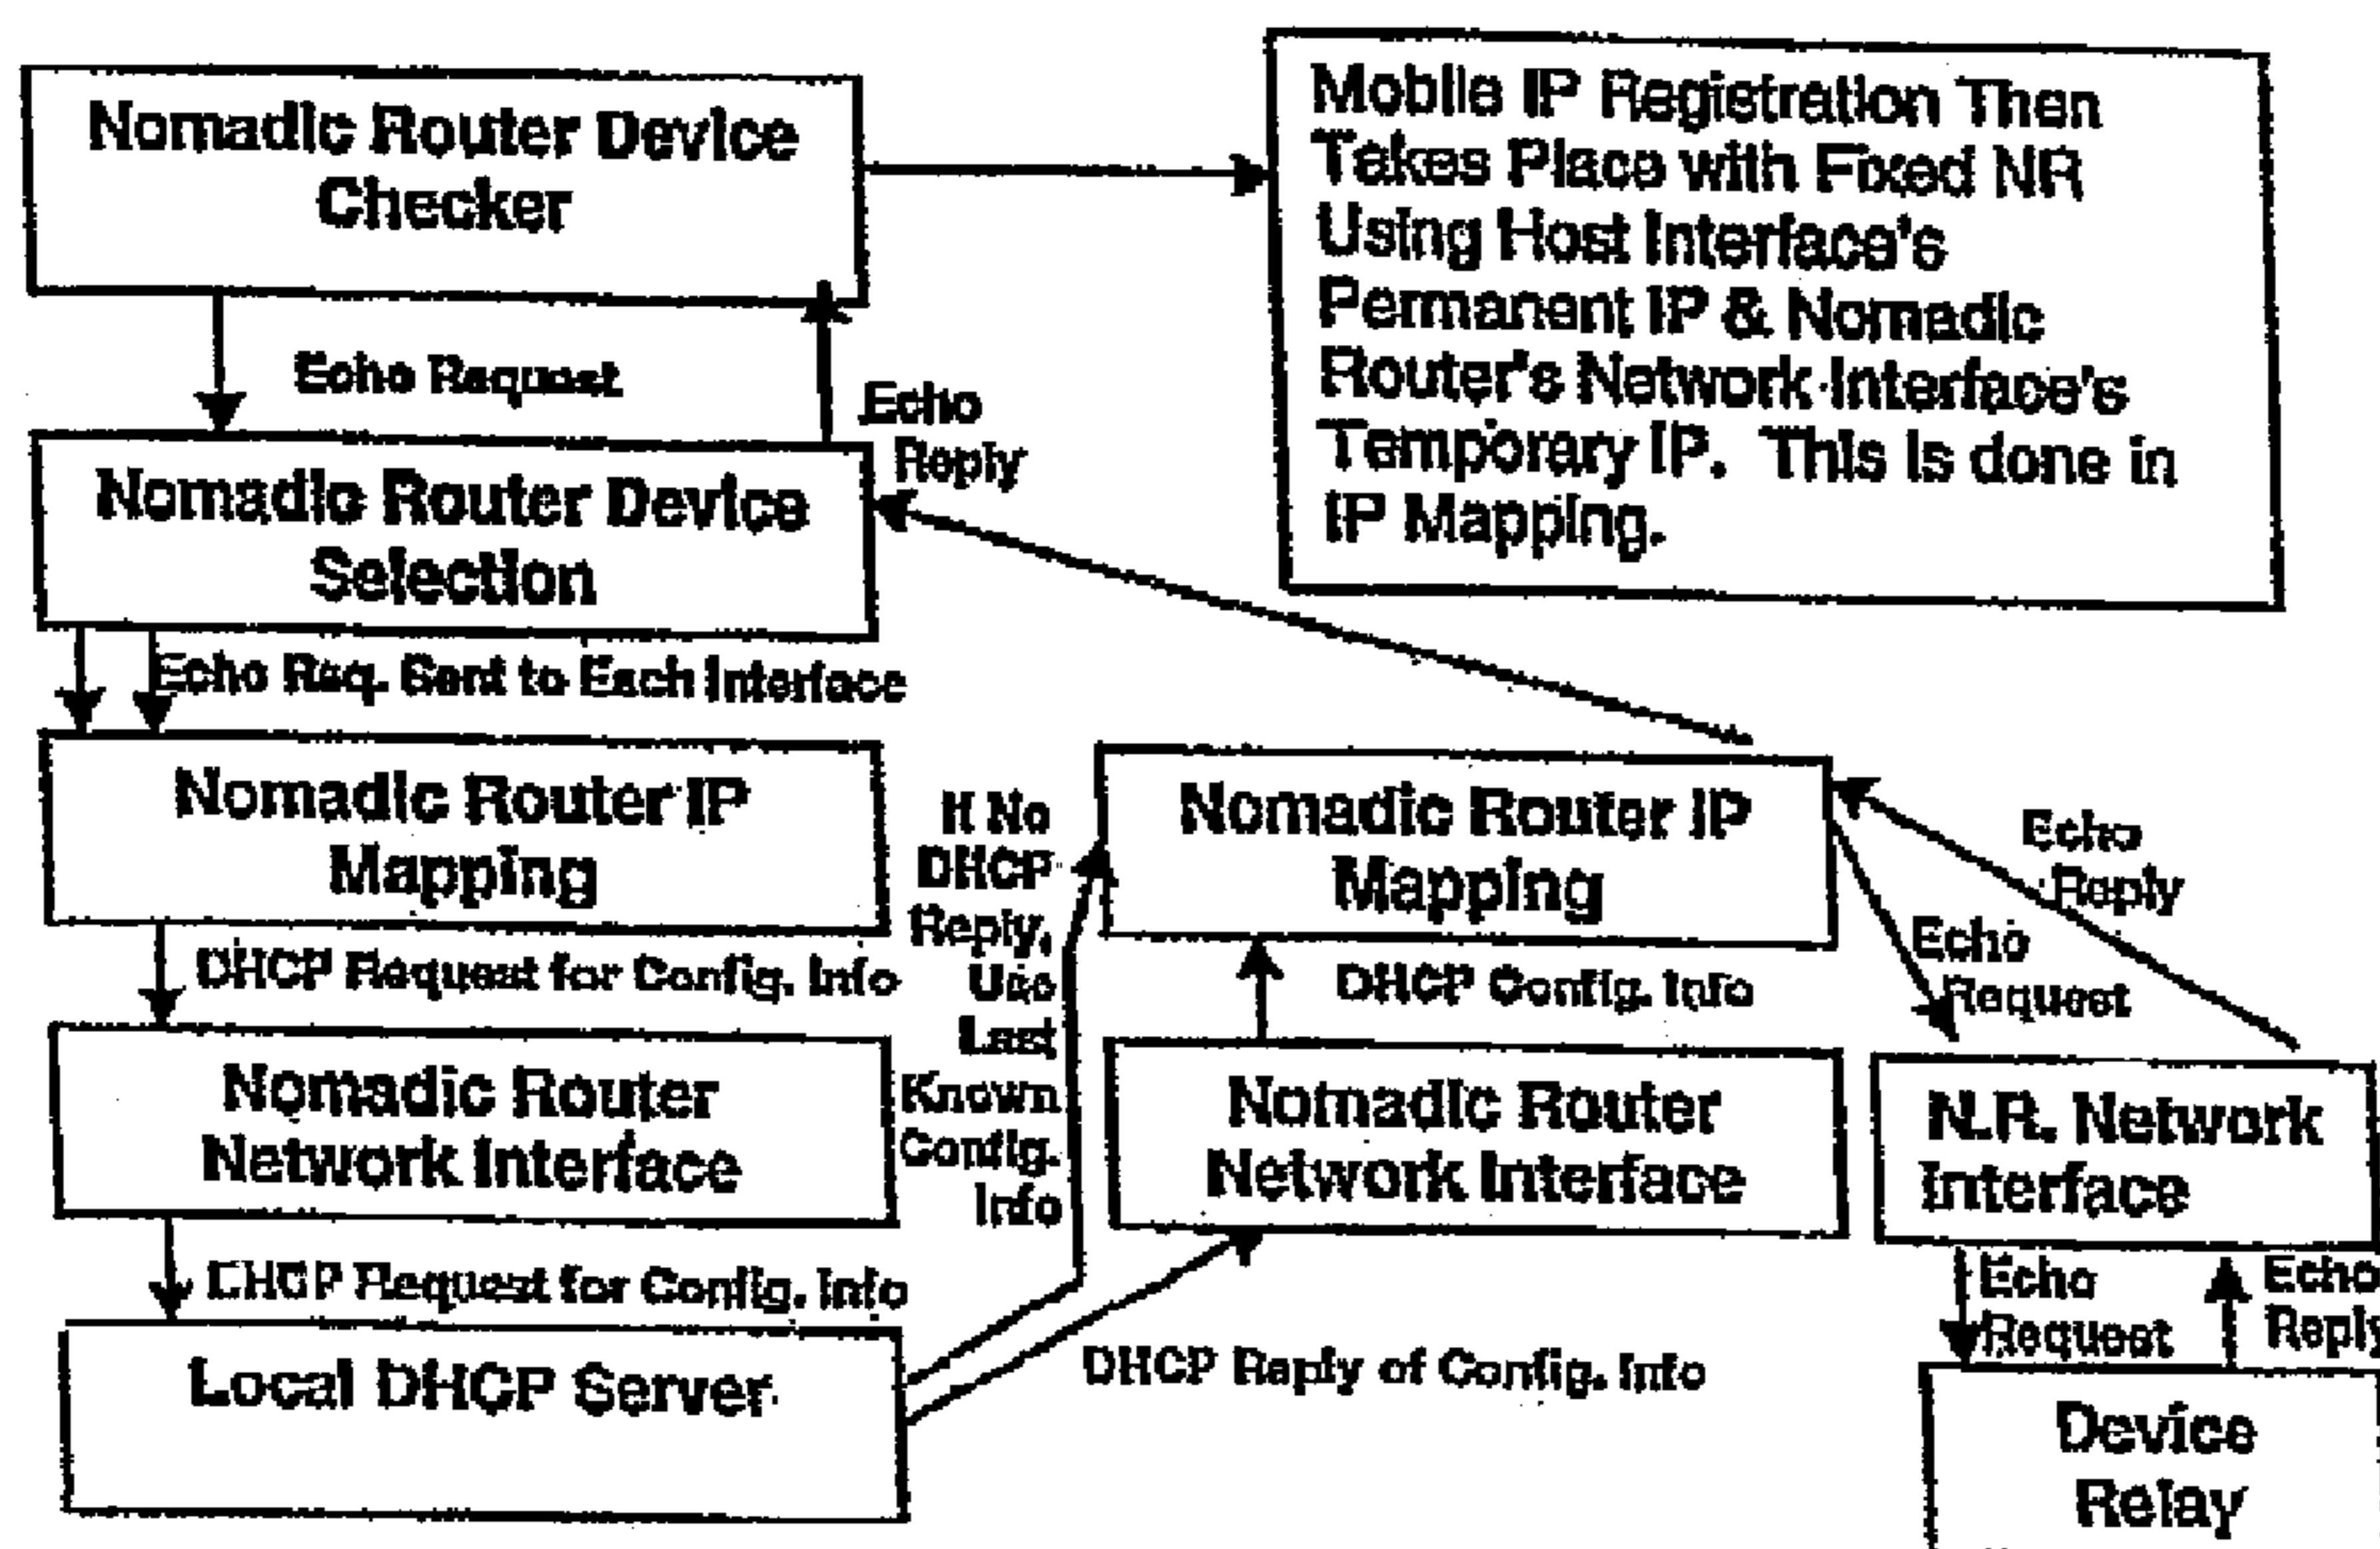 Nomadic Router Device
Checker
Mobile IP Registration Then
Takes Place with Fixed NR
Using Host Interface's
Permanent IP & Nomadic
Router's Network Interface's
Temporary IP. This is done in
IP Mapping.
Echo Request
Echo
Reply
Nomadic Router Device
Selection
Echo Req. Sent to Each Interface
Nomadic Router IP
Mapping
If No
DHCP
Reply,
Use
Last
Known
Config.
Info
Nomadic Router IP
Mapping
Echo
Reply
Echo
Request
DHCP Request for Config. Info
DHCP Config. Info
Nomadic Router
Network Interface
Nomadic Router
Network Interface
N.R. Network
Interface
DHCP Request for Config. Info
Echo
Request
Echo
Reply
Local DHCP Server
DHCP Reply of Config. Info
Device
Relay